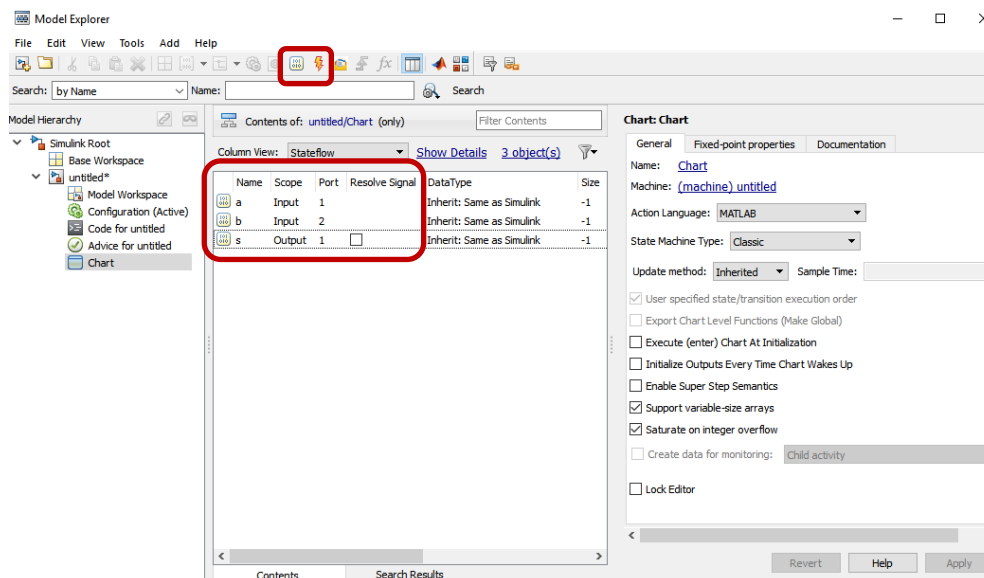 Model Explorer
File Edit View Tools Add Help
Search: by Name Name: Search
Model Hierarchy
Simulink Root
Base Workspace
untitled*
Model Workspace
Configuration (Active)
Code for untitled
Advice for untitled
Chart
Contents of: untitled/Chart (only) Filter Contents
Column View: Stateflow Show Details 3 object(s)
Name Scope Port Resolve Signal DataType Size
a Input 1 Inherit: Same as Simulink -1
b Input 2 Inherit: Same as Simulink -1
s Output 1 Inherit: Same as Simulink -1
Contents Search Results
Chart: Chart
General Fixed-point properties Documentation
Name: Chart
Machine: (machine) untitled
Action Language: MATLAB
State Machine Type: Classic
Update method: Inherited Sample Time:
User specified state/transition execution order
Export Chart Level Functions (Make Global)
Execute (enter) Chart At Initialization
Initialize Outputs Every Time Chart Wakes Up
Enable Super Step Semantics
Support variable-size arrays
Saturate on integer overflow
Create data for monitoring: Child activity
Lock Editor
Revert Help Apply